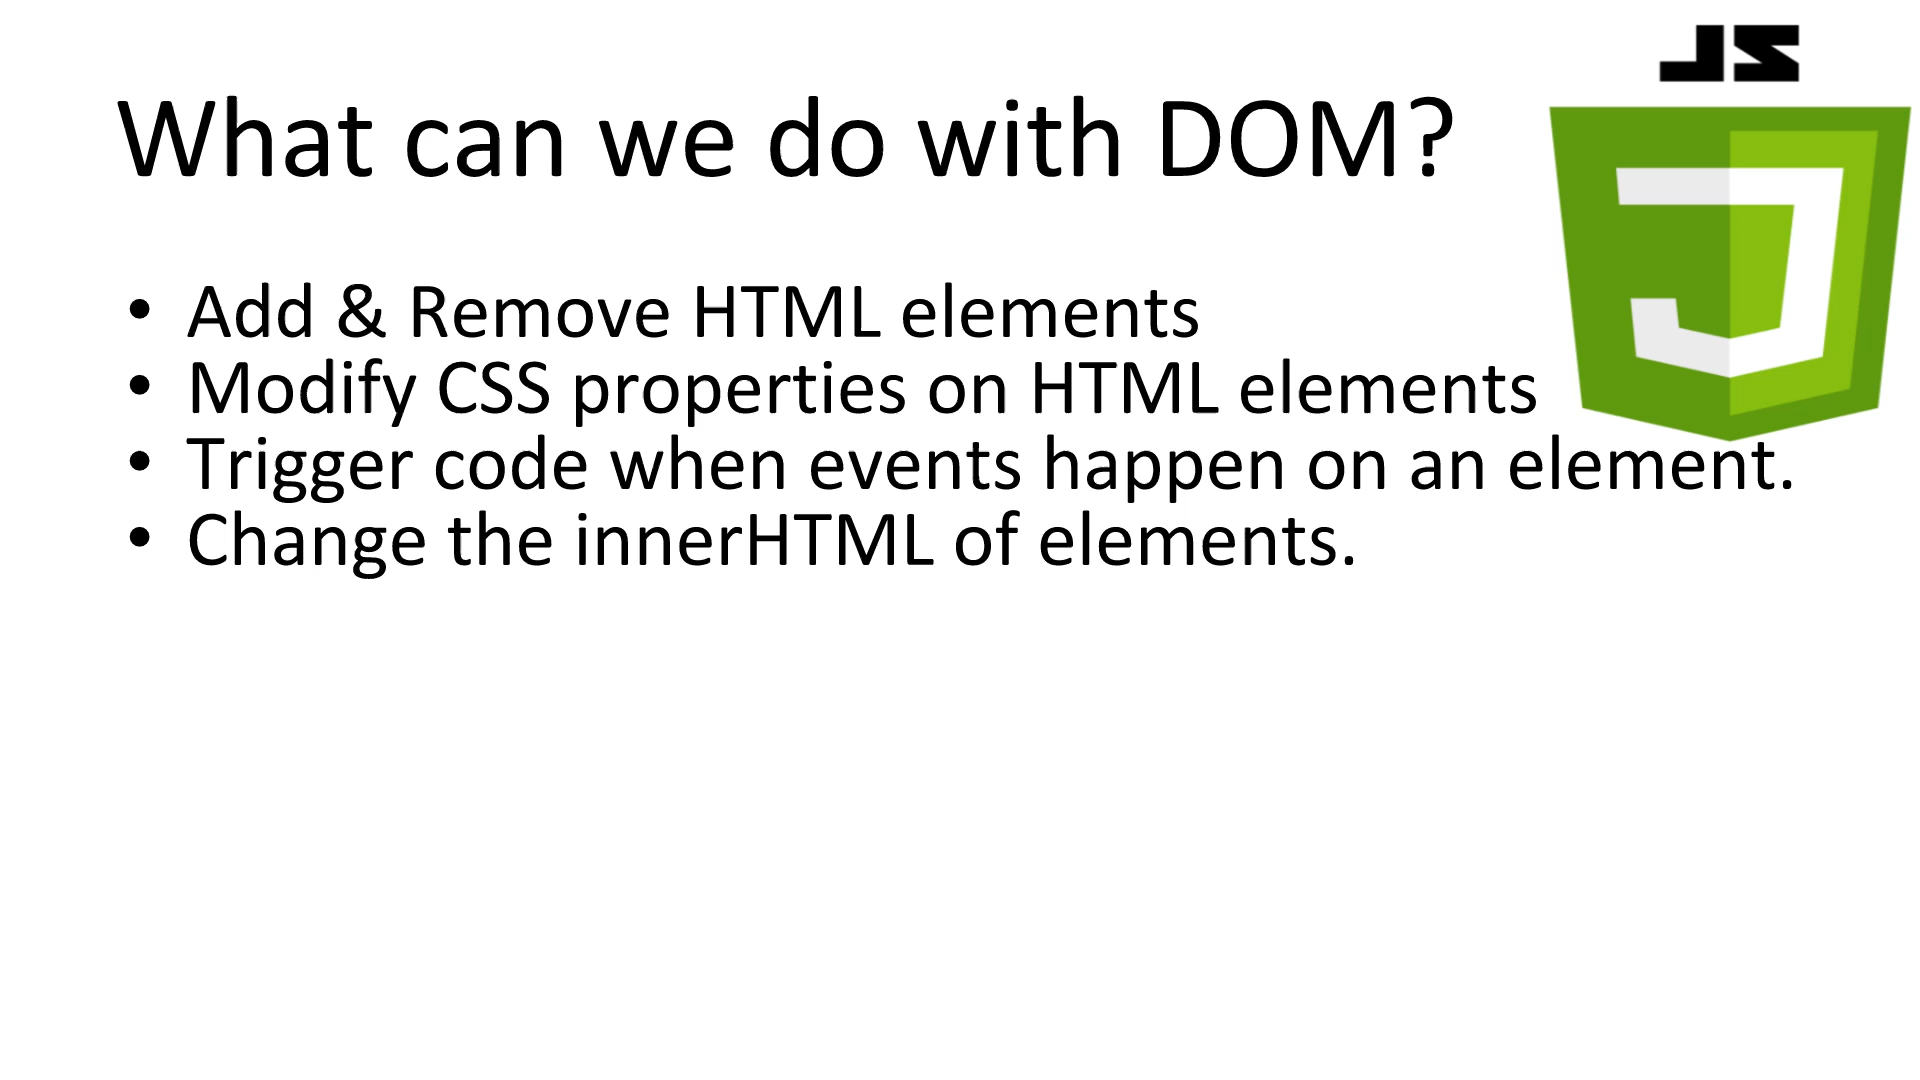 JS
What can we do with DOM?
• Add & Remove HTML elements
• Modify CSS properties on HTML elements
• Trigger code when events happen on an element.
• Change the innerHTML of elements.